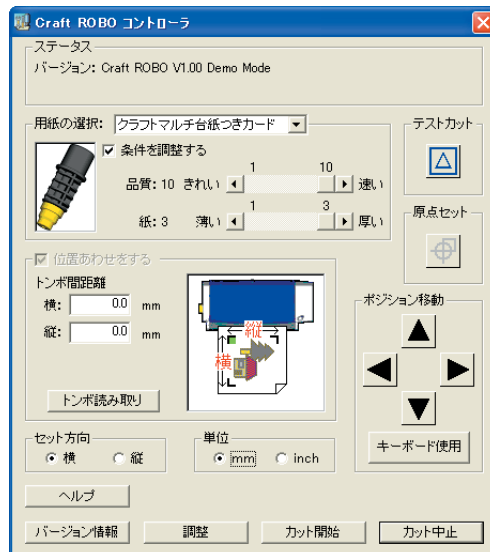 Craft ROBO コントローラ
ステータス
バージョン: Craft ROBO V1.00 Demo Mode
用紙の選択: クラフトマルチ台紙つきカード
条件を調整する
1 10
品質: 10 きれい 速い
1 3
紙: 3 薄い 厚い
テストカット
原点セット
位置あわせをする
トンボ間距離
横: 0.0 mm
縦: 0.0 mm
縦
横
トンボ読み取り
ポジション移動
キーボード使用
セット方向
横 縦
単位
mm inch
ヘルプ
バージョン情報 調整 カット開始 カット中止